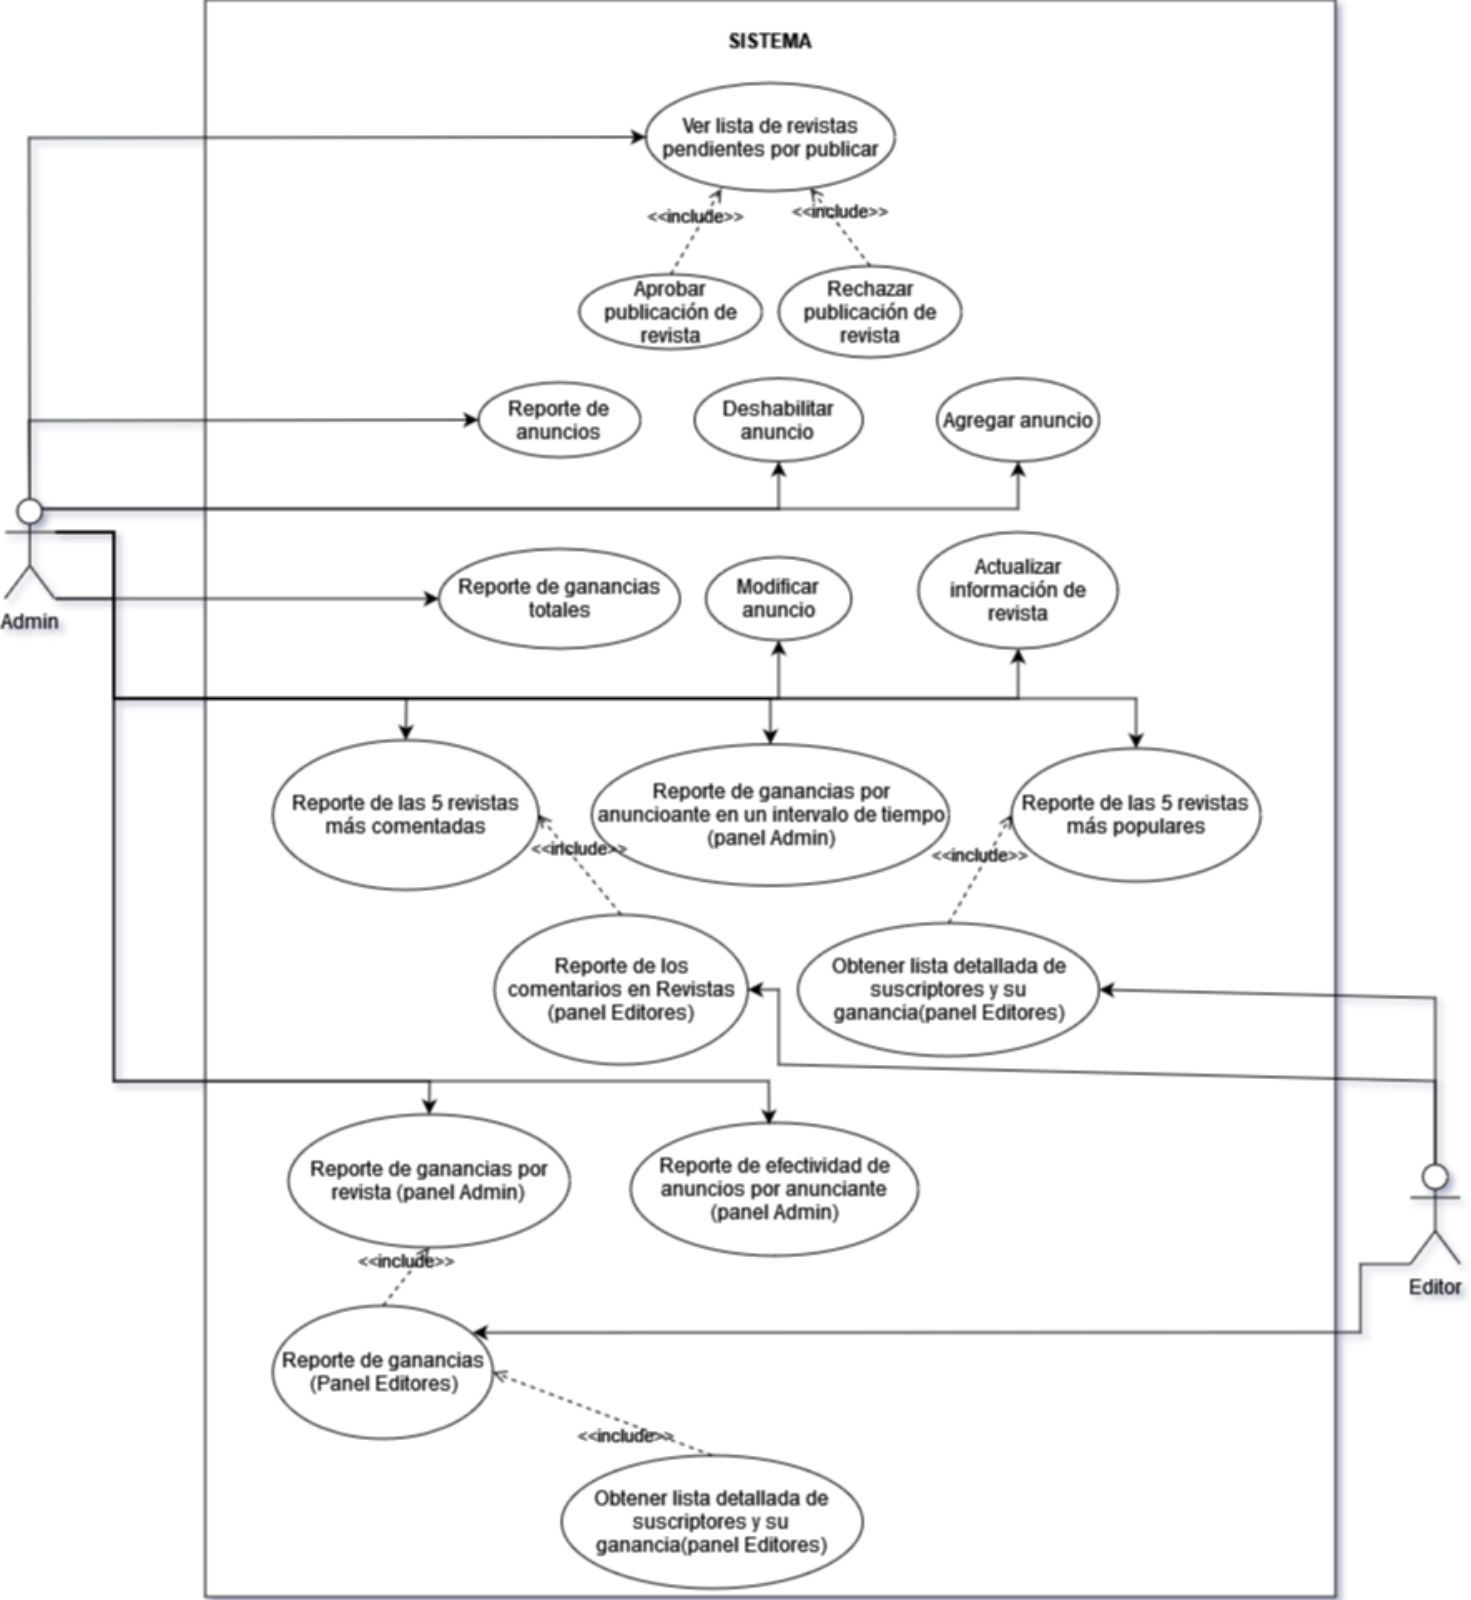 SISTEMA
Ver lista de revistas
pendientes por publicar
<<include>>
<<include>>
Aprobar
publicación de
revista
Rechazar
publicación de
revista
Reporte de
anuncios
Deshabilitar
anuncio
Agregar anuncio
Admin
Reporte de ganancias
totales
Modificar
anuncio
Actualizar
información de
revista
Reporte de las 5 revistas
más comentadas
Reporte de ganancias por
anuncioante en un intervalo de tiempo
(panel Admin)
Reporte de las 5 revistas
más populares
<<include>>
<<include>>
Reporte de los
comentarios en Revistas
(panel Editores)
Obtener lista detallada de
suscriptores y su
ganancia(panel Editores)
Reporte de ganancias por
revista (panel Admin)
Reporte de efectividad de
anuncios por anunciante
(panel Admin)
<<include>>
Editor
Reporte de ganancias
(Panel Editores)
<<include>>
Obtener lista detallada de
suscriptores y su
ganancia(panel Editores)